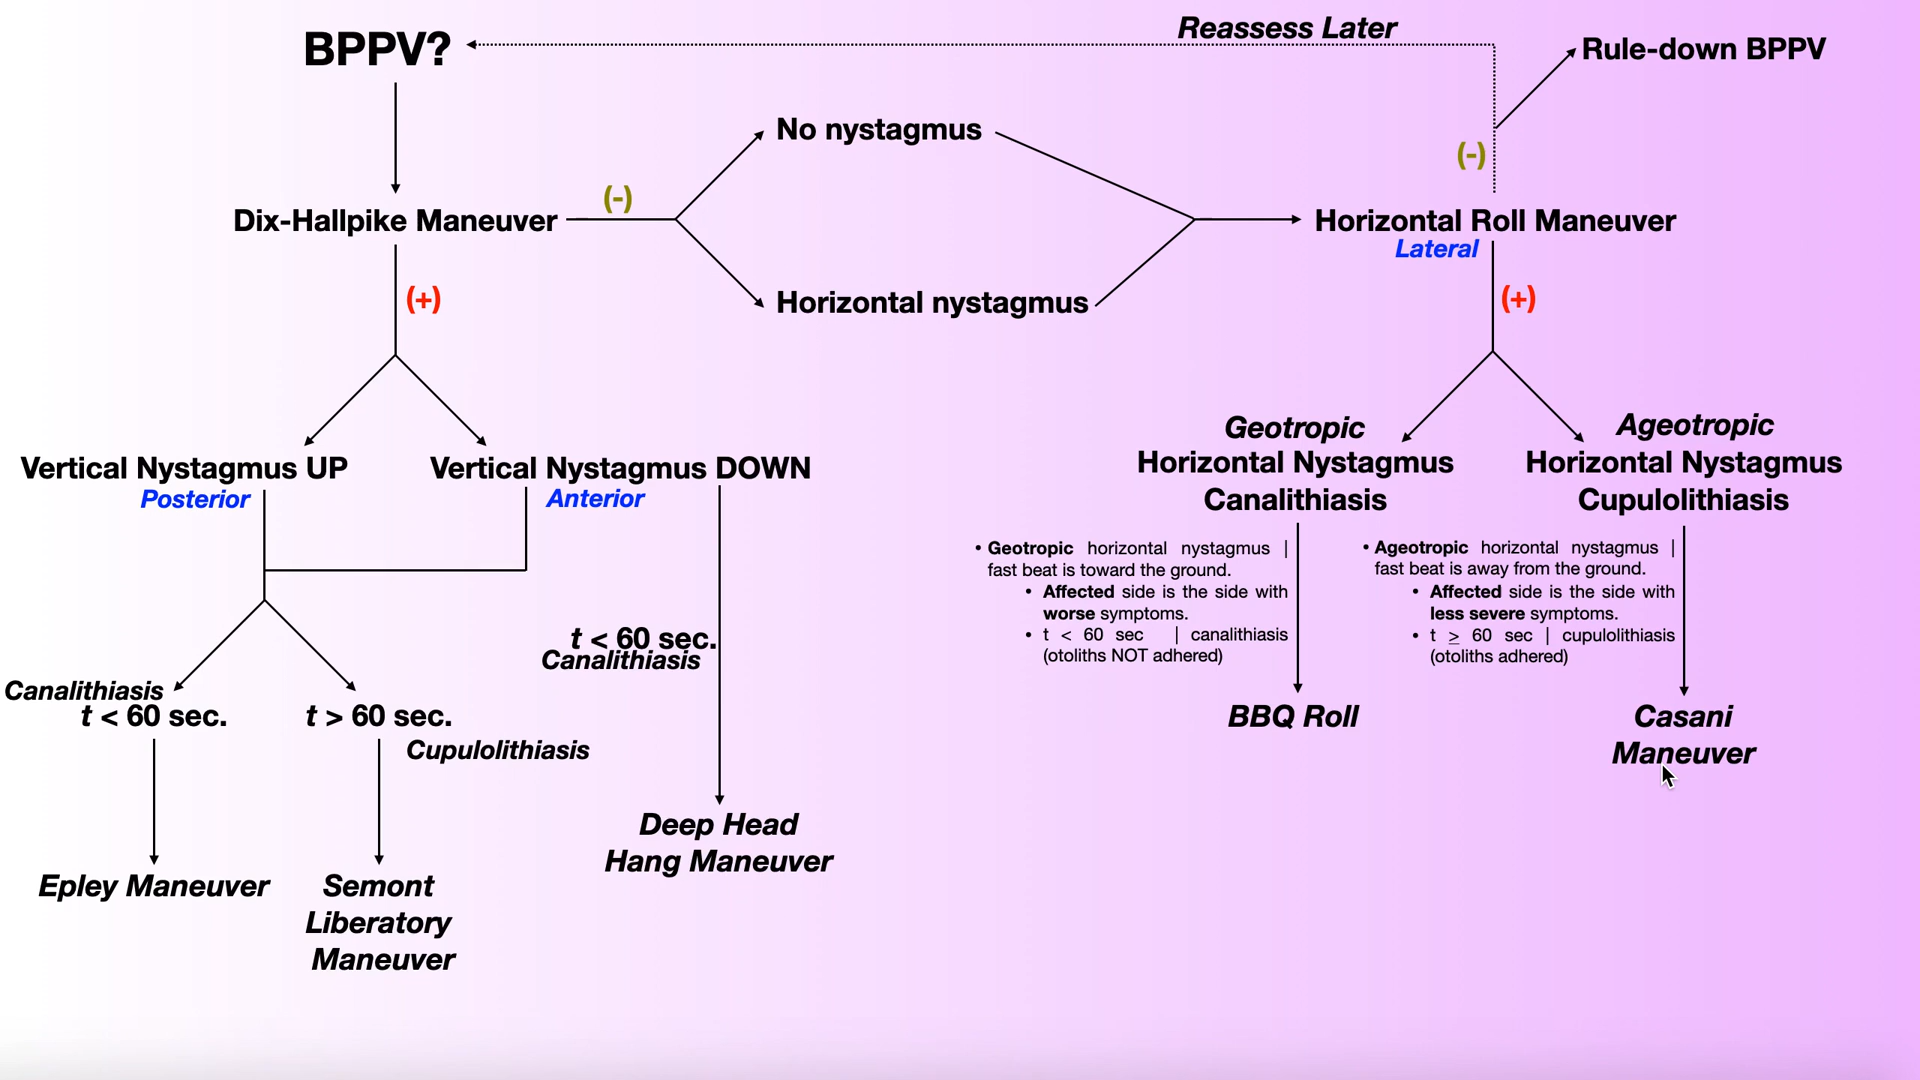 Reassess Later
BPPV?
Rule-down BPPV
No nystagmus
(-)
(-)
Dix-Hallpike Maneuver
Horizontal Roll Maneuver
Lateral
(+)
Horizontal nystagmus
(+)
Vertical Nystagmus UP
Posterior
Vertical Nystagmus DOWN
Anterior
Geotropic
Horizontal Nystagmus
Canalithiasis
Ageotropic
Horizontal Nystagmus
Cupulolithiasis
• Geotropic horizontal nystagmus |
fast beat is toward the ground.
• Affected side is the side with
worse symptoms.
• t < 60 sec | canalithiasis
(otoliths NOT adhered)
• Ageotropic horizontal nystagmus |
fast beat is away from the ground.
• Affected side is the side with
less severe symptoms.
• t ≥ 60 sec | cupulolithiasis
(otoliths adhered)
t < 60 sec.
Canalithiasis
Canalithiasis
t < 60 sec.
t > 60 sec.
Cupulolithiasis
BBQ Roll
Casani
Maneuver
Deep Head
Hang Maneuver
Epley Maneuver
Semont
Liberatory
Maneuver